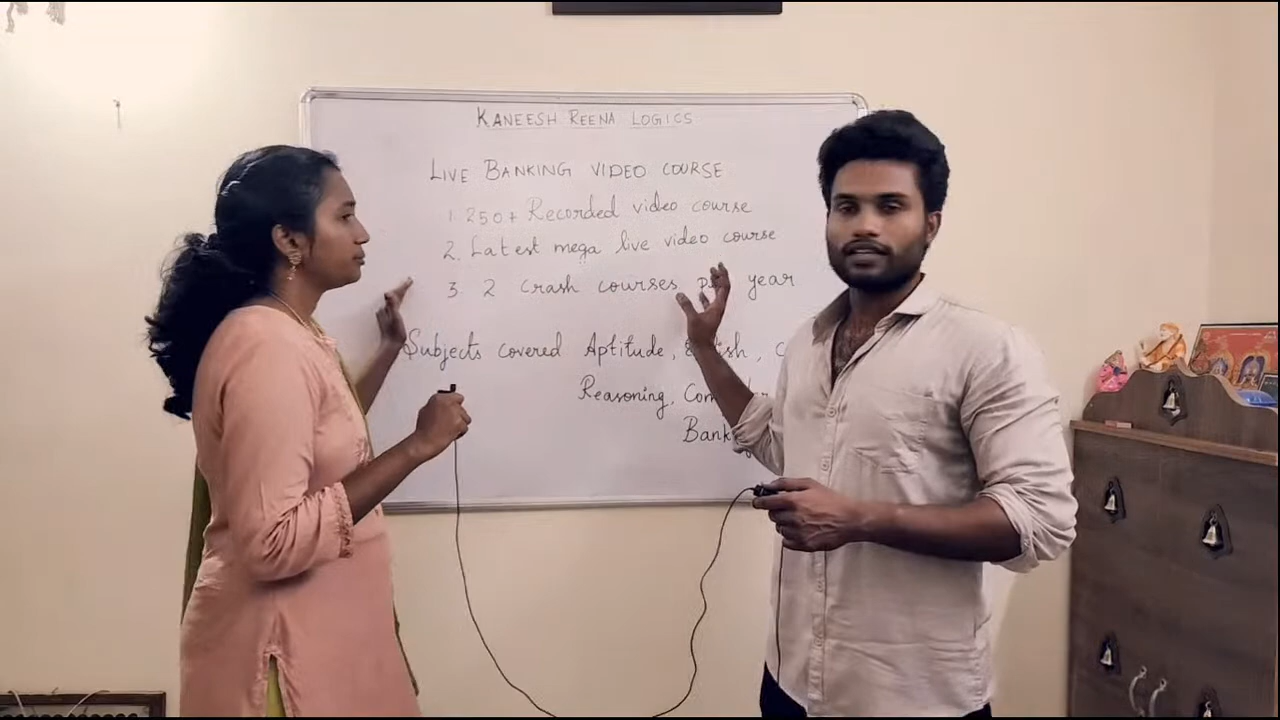 KANEESH REENA LOGICS
LIVE BANKING VIDEO COURSE
1. 250+ Recorded video course
2. Latest mega live video course
3. 2 crash courses year
Subjects covered Aptitude,
Reasoning,